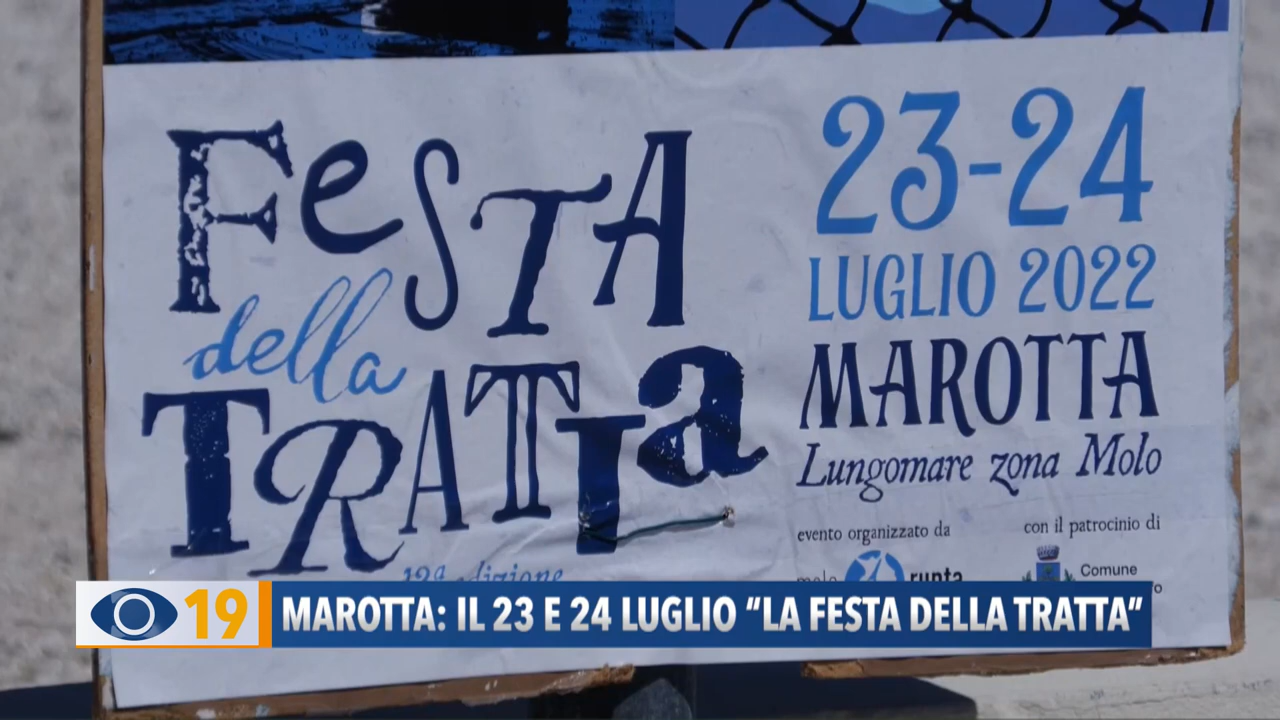 FeSTA
della
TRATTa
23-24
LUGLIO 2022
MAROTTA
Lungomare zona Molo
evento organizzato da
con il patrocinio di
Comune
19
MAROTTA: IL 23 E 24 LUGLIO “LA FESTA DELLA TRATTA”